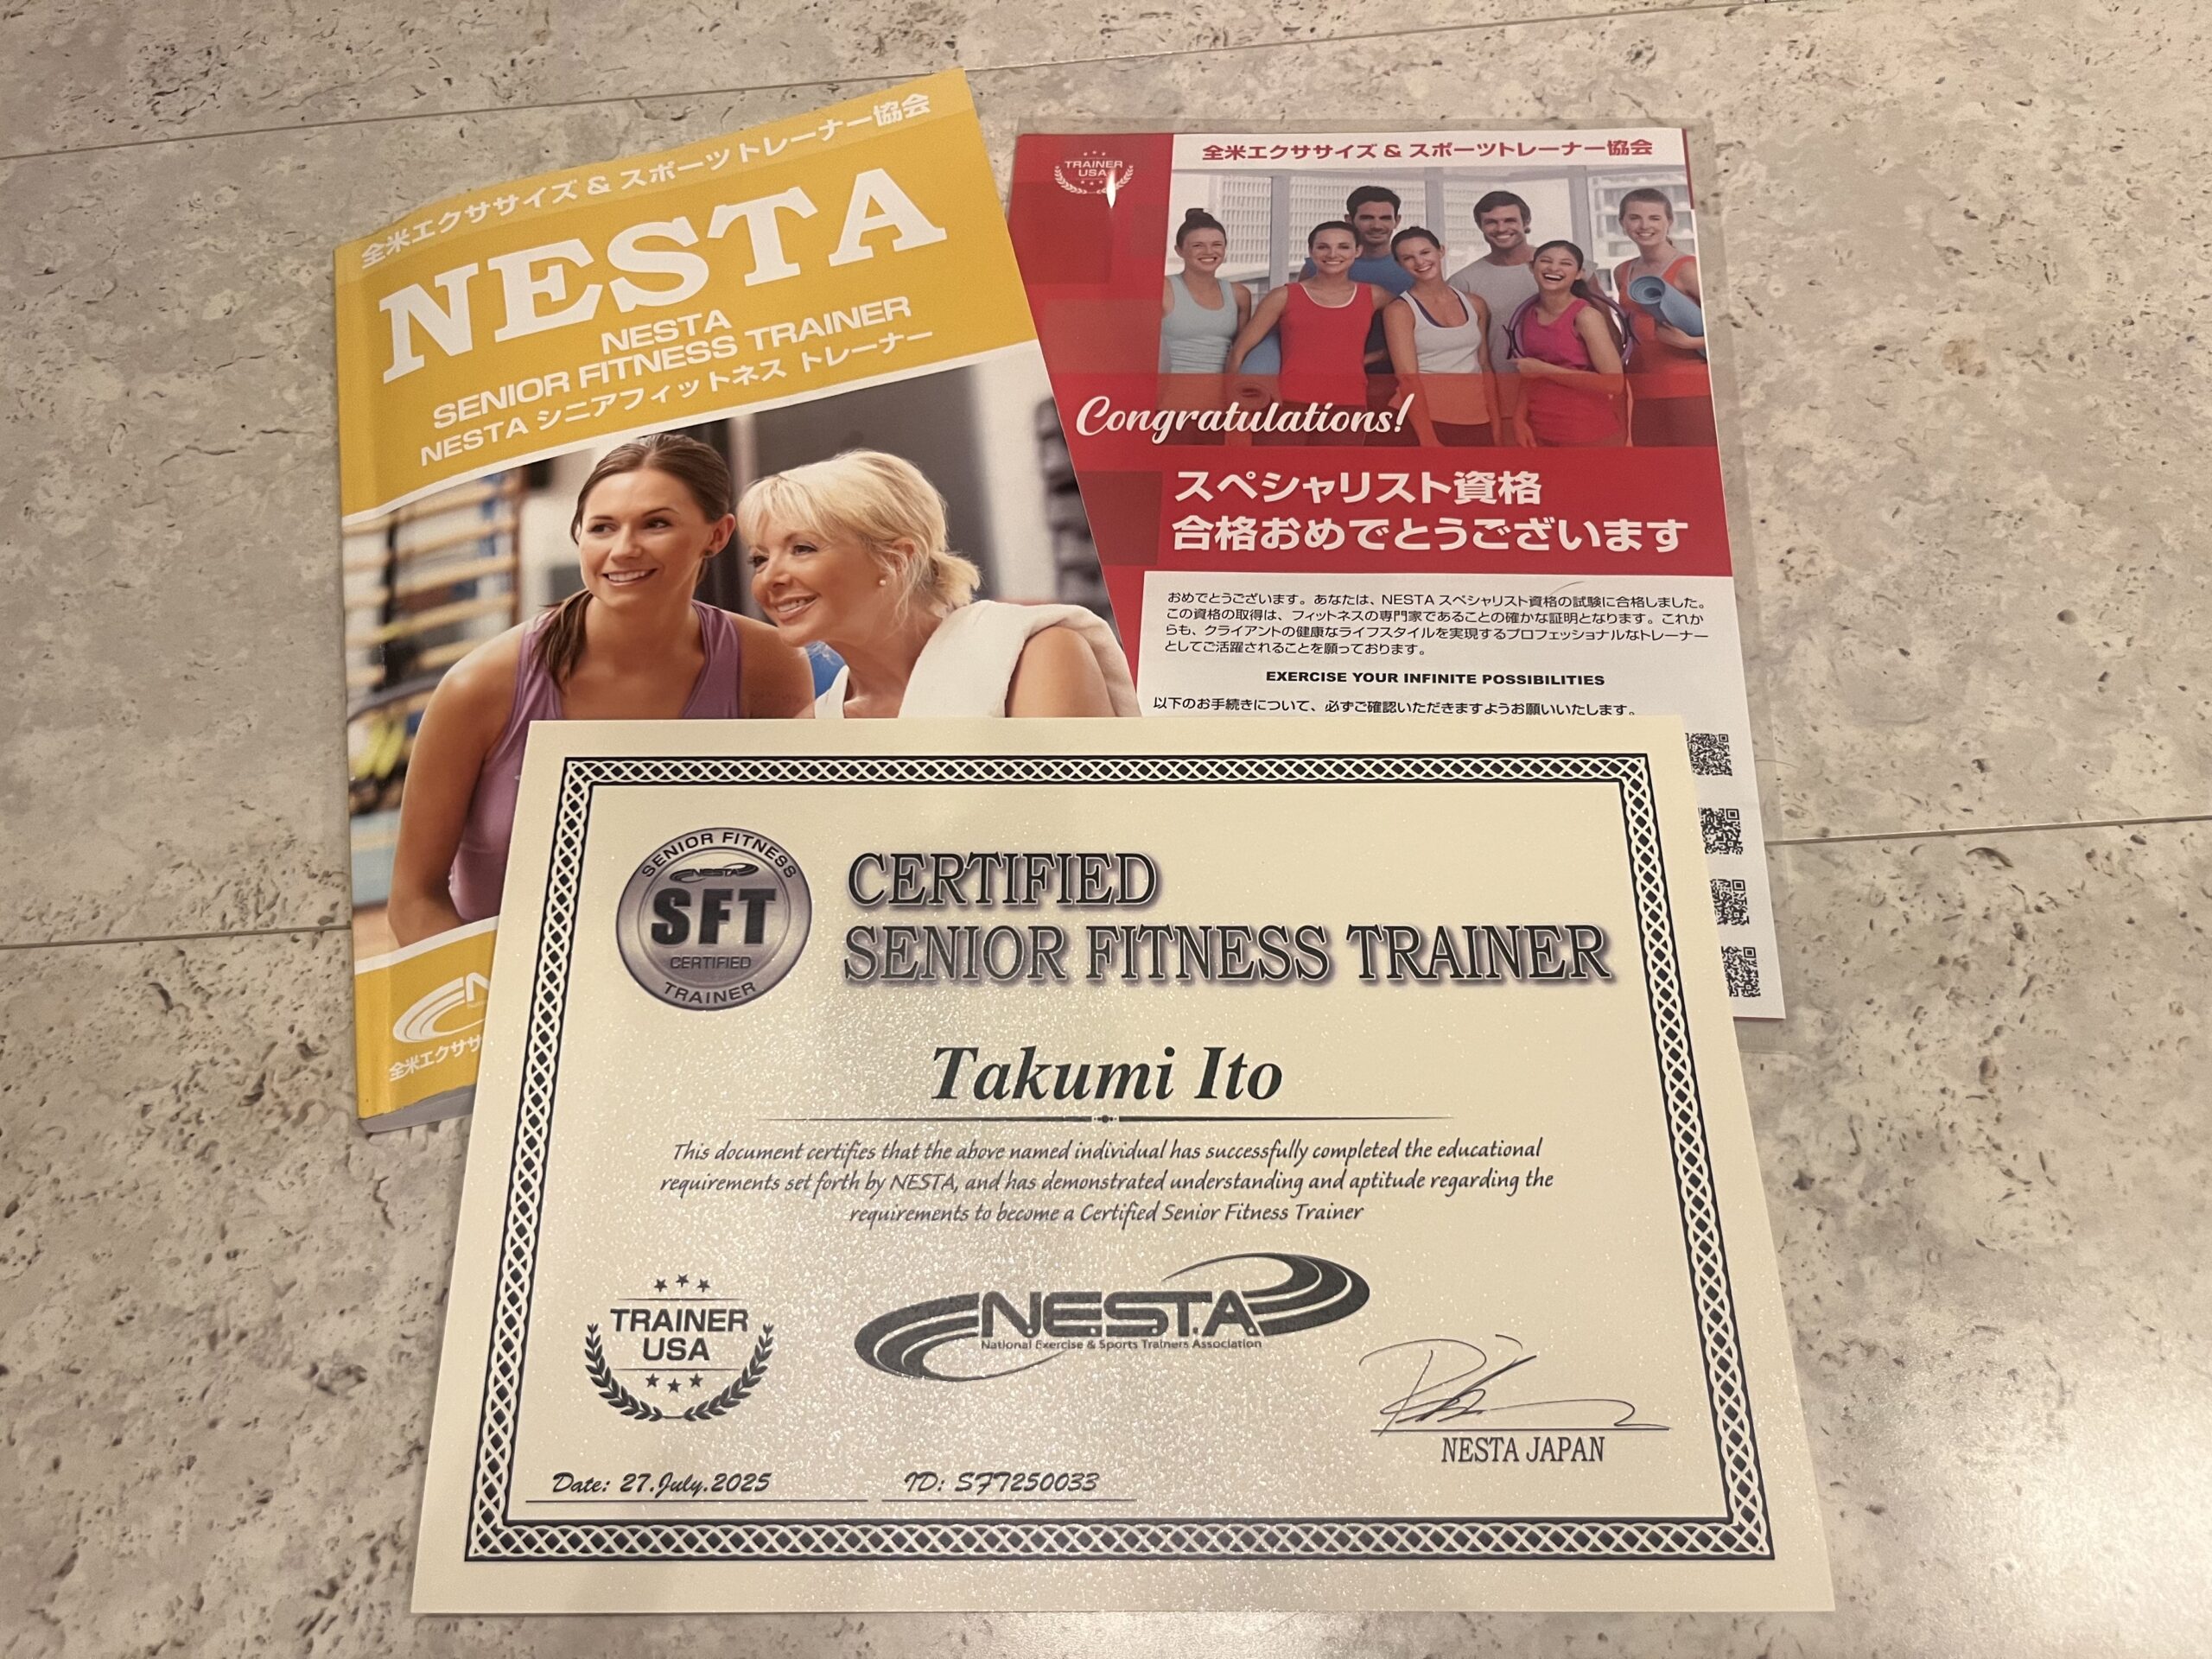 全米エクササイズ & スポーツトレーナー協会
NESTA
NESTA
SENIOR FITNESS TRAINER
NESTA シニアフィットネス トレーナー
全米エクササ
TRAINER
USA
全米エクササイズ & スポーツトレーナー協会
Congratulations!
スペシャリスト資格
合格おめでとうございます
おめでとうございます。あなたは、NESTA スペシャリスト資格の試験に合格しました。
この資格の取得は、フィットネスの専門家であることの確かな証明となります。これか
らも、クライアントの健康なライフスタイルを実現するプロフェッショナルなトレーナー
としてご活躍されることを願っております。
EXERCISE YOUR INFINITE POSSIBILITIES
以下のお手続きについて、必ずご確認いただきますようお願いいたします。
SENIOR FITNESS
NESTA
SFT
CERTIFIED
TRAINER
CERTIFIED
SENIOR FITNESS TRAINER
Takumi Ito
This document certifies that the above named individual has successfully completed the educational
requirements set forth by NESTA, and has demonstrated understanding and aptitude regarding the
requirements to become a Certified Senior Fitness Trainer
TRAINER
USA
N.E.S.T.A
National Exercise & Sports Trainers Association
NESTA JAPAN
Date: 27.July.2025
ID: SFT250033